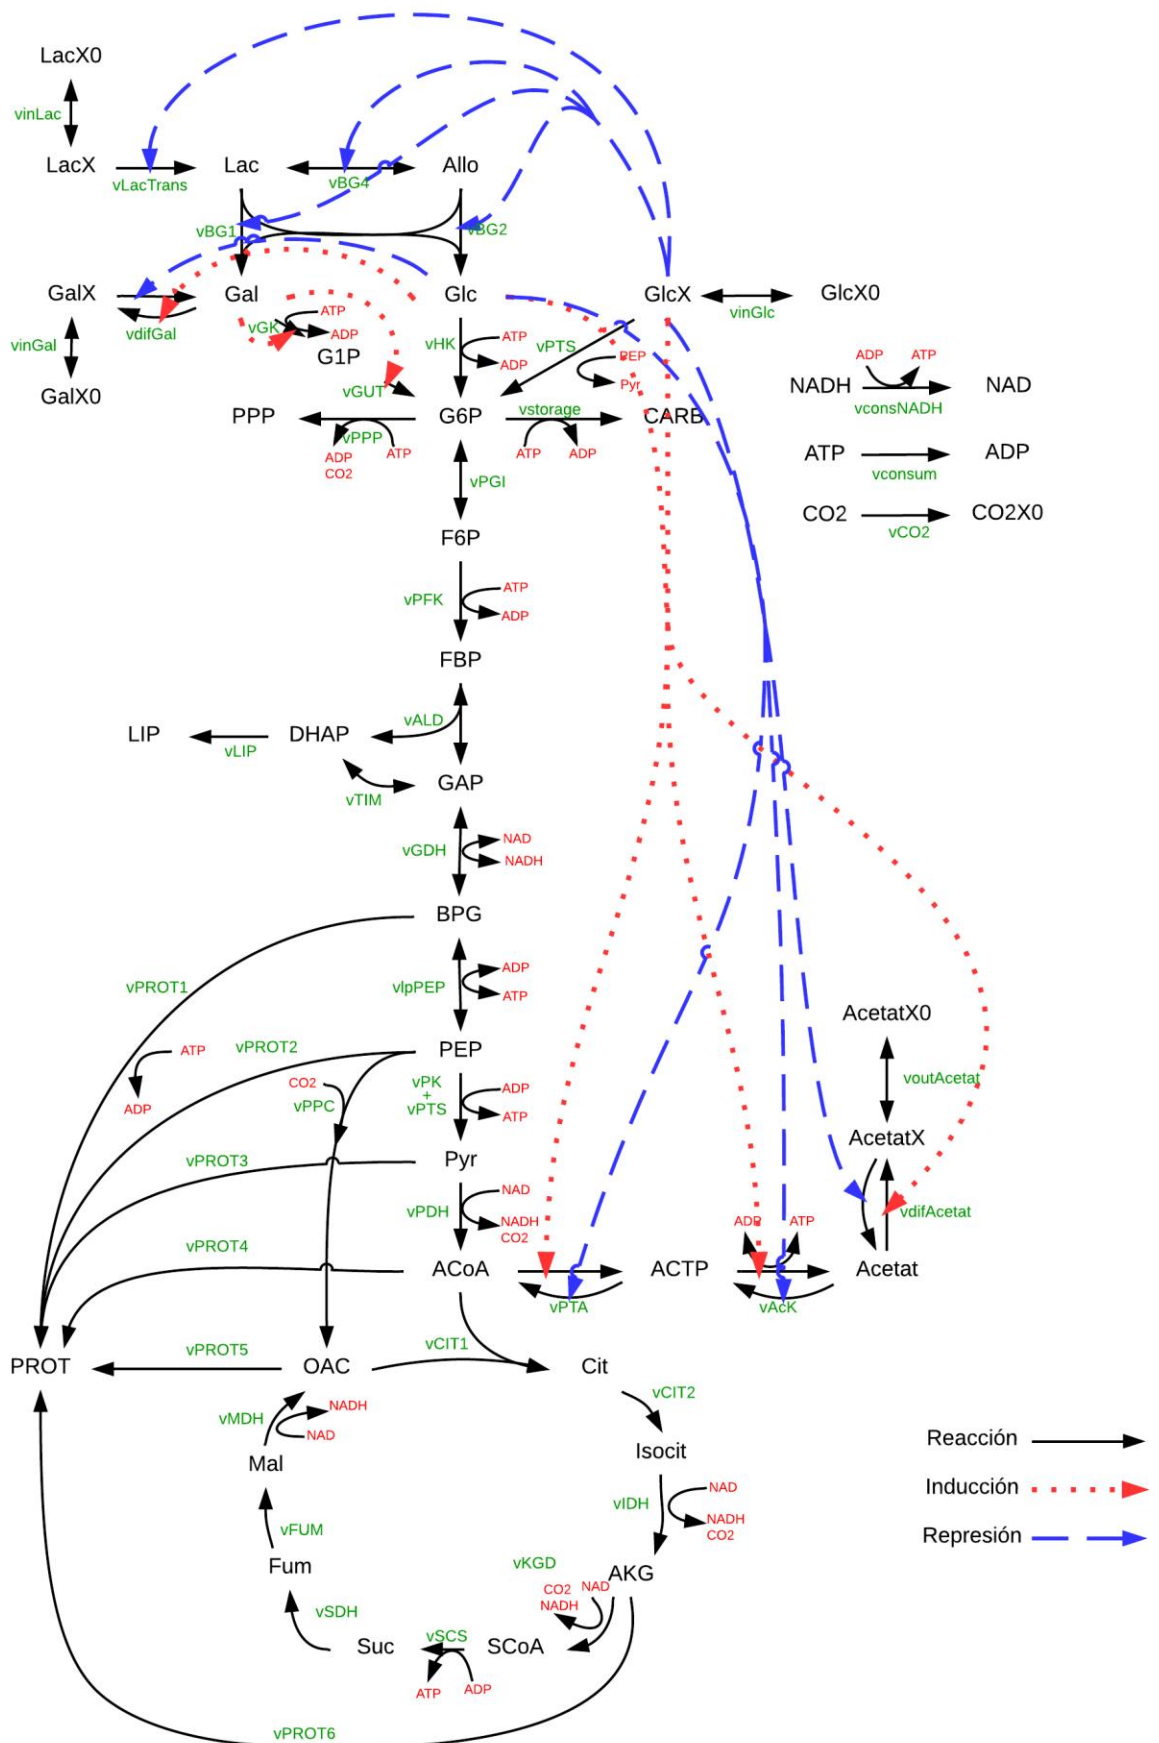 LacX0
vinLac
LacX
vLacTrans
Lac
vBG4
Allo
vBG1
vBG2
GalX
vdifGal
Gal
Glc
GlcX
vinGlc
GlcX0
vinGal
GalX0
vGK
ATP
ADP
G1P
vGUT
vHK
ATP
ADP
vPTS
PEP
Pyr
PPP
vPPP
ADP
CO2
ATP
G6P
vstorage
ATP
ADP
CARB
ADP
ATP
NADH
NAD
vconsNADH
ATP
ADP
vconsum
CO2
CO2X0
vCO2
vPGI
F6P
vPFK
ATP
ADP
FBP
vALD
LIP
vLIP
DHAP
vTIM
GAP
vGDH
NAD
NADH
BPG
vPROT1
vlpPEP
ADP
ATP
vPROT2
ATP
ADP
PEP
CO2
vPPC
vPK
+
vPTS
ADP
ATP
vPROT3
Pyr
vPDH
NAD
NADH
CO2
vPROT4
ACoA
vPTA
ACTP
ADP
ATP
vAcK
Acetat
vdifAcetat
AcetatX
voutAcetat
AcetatX0
PROT
vPROT5
OAC
vCIT1
Cit
vCIT2
vMDH
NADH
NAD
Mal
Isocit
vIDH
NAD
NADH
CO2
vFUM
Fum
vKGD
AKG
CO2
NADH
NAD
vSDH
Suc
vSCS
SCoA
ATP
ADP
vPROT6
Reacción
Inducción
Represión